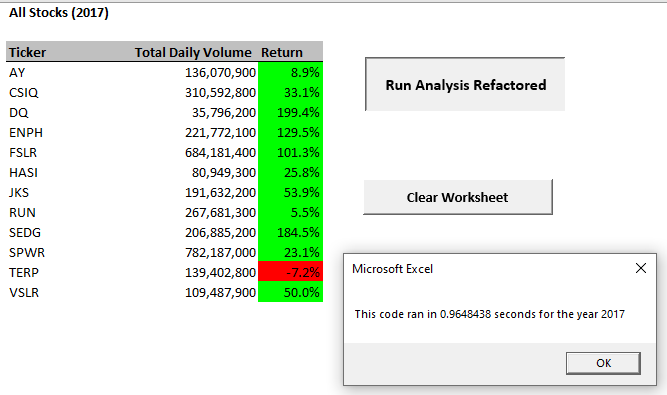 All Stocks (2017)
Ticker Total Daily Volume Return
AY 136,070,900 8.9%
CSIQ 310,592,800 33.1%
DQ 35,796,200 199.4%
ENPH 221,772,100 129.5%
FSLR 684,181,400 101.3%
HASI 80,949,300 25.8%
JKS 191,632,200 53.9%
RUN 267,681,300 5.5%
SEDG 206,885,200 184.5%
SPWR 782,187,000 23.1%
TERP 139,402,800 -7.2%
VSLR 109,487,900 50.0%
Run Analysis Refactored
Clear Worksheet
Microsoft Excel
This code ran in 0.9648438 seconds for the year 2017
OK